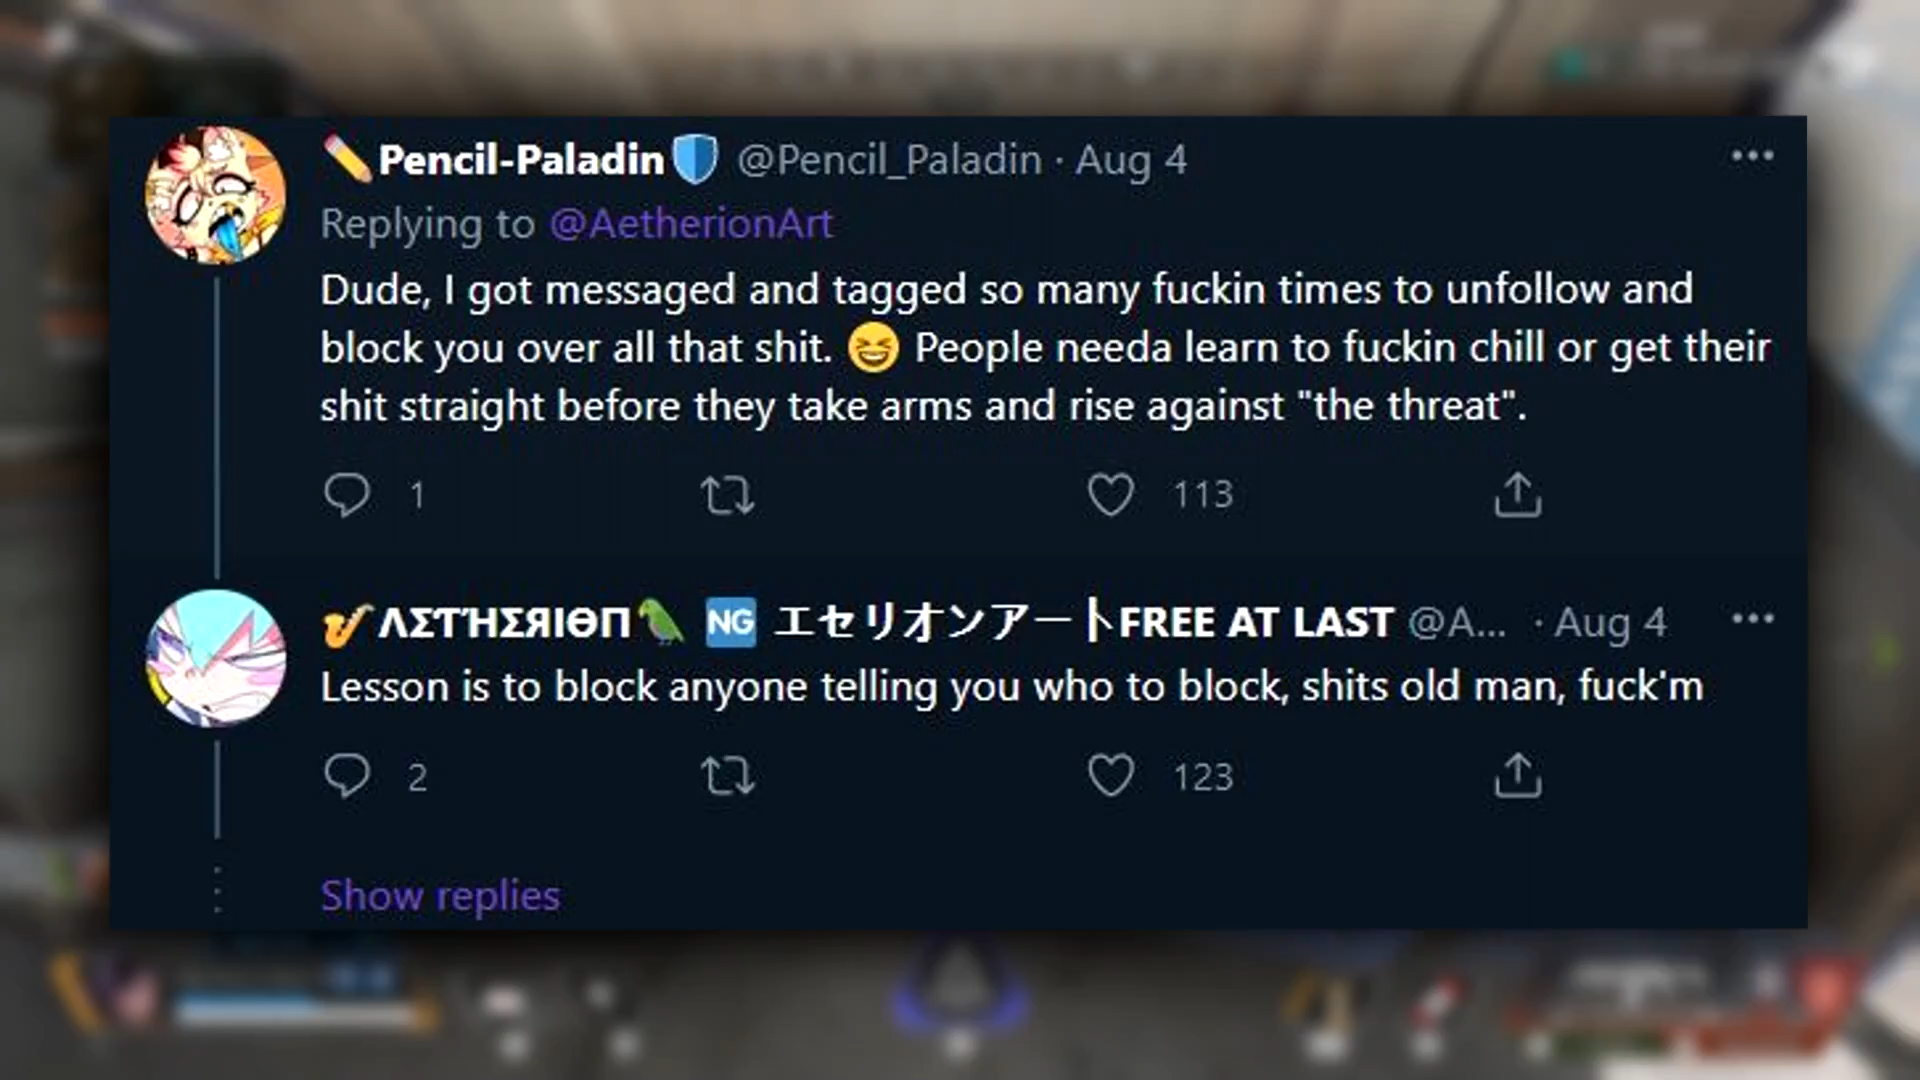 ✏️Pencil-Paladin🛡️ @Pencil_Paladin · Aug 4
Replying to @AetherionArt
Dude, I got messaged and tagged so many fuckin times to unfollow and
block you over all that shit. 😆 People needa learn to fuckin chill or get their
shit straight before they take arms and rise against "the threat".
1 113
🎷ΛΣƬΉΣЯIӨП🦜 🆖 エセリオンアートFREE AT LAST @A... · Aug 4
Lesson is to block anyone telling you who to block, shits old man, fuck'm
2 123
Show replies